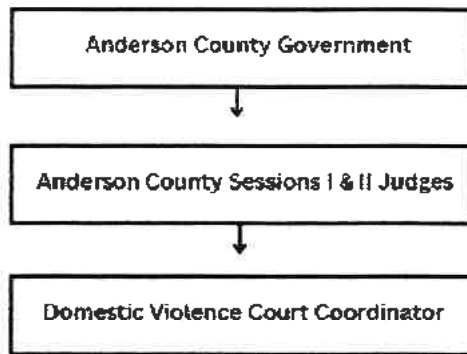 Anderson County Government
Anderson County Sessions I & II Judges
Domestic Violence Court Coordinator